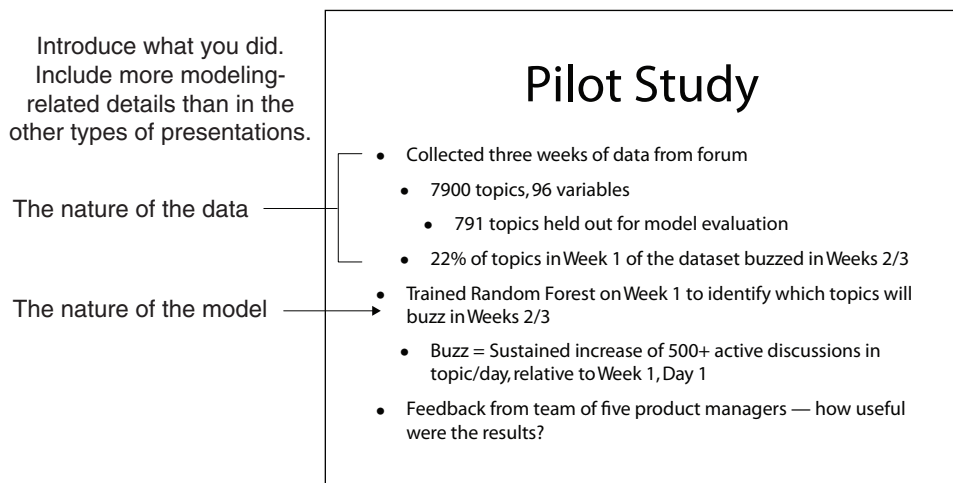 Introduce what you did.
Include more modeling-
related details than in the
other types of presentations.
The nature of the data
The nature of the model
Pilot Study
• Collected three weeks of data from forum
• 7900 topics, 96 variables
• 791 topics held out for model evaluation
• 22% of topics in Week 1 of the dataset buzzed in Weeks 2/3
• Trained Random Forest on Week 1 to identify which topics will
buzz in Weeks 2/3
• Buzz = Sustained increase of 500+ active discussions in
topic/day, relative to Week 1, Day 1
• Feedback from team of five product managers — how useful
were the results?